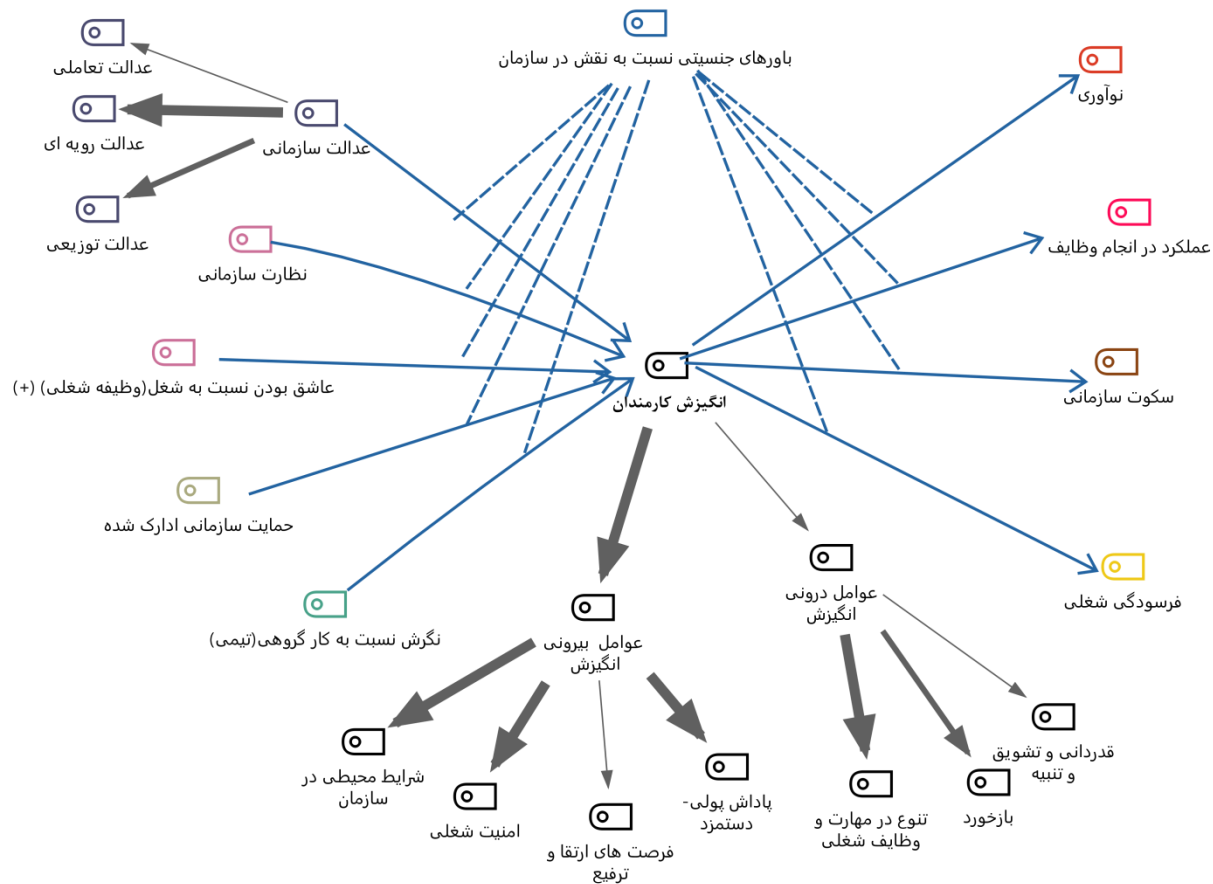 باورهای جنسیتی نسبت به نقش در سازمان
عدالت تعاملی
عدالت رویه ای
عدالت سازمانی
عدالت توزیعی
نظارت سازمانی
عاشق بودن نسبت به شغل(وظیفه شغلی) (+)
حمایت سازمانی ادارک شده
نگرش نسبت به کار گروهی(تیمی)
انگیزش کارمندان
نوآوری
عملکرد در انجام وظایف
سکوت سازمانی
فرسودگی شغلی
عوامل درونی
انگیزش
عوامل بیرونی
انگیزش
قدردانی و تشویق
و تنبیه
بازخورد
تنوع در مهارت و
وظایف شغلی
پاداش پولی-
دستمزد
فرصت های ارتقا و
ترفیع
امنیت شغلی
شرایط محیطی در
سازمان